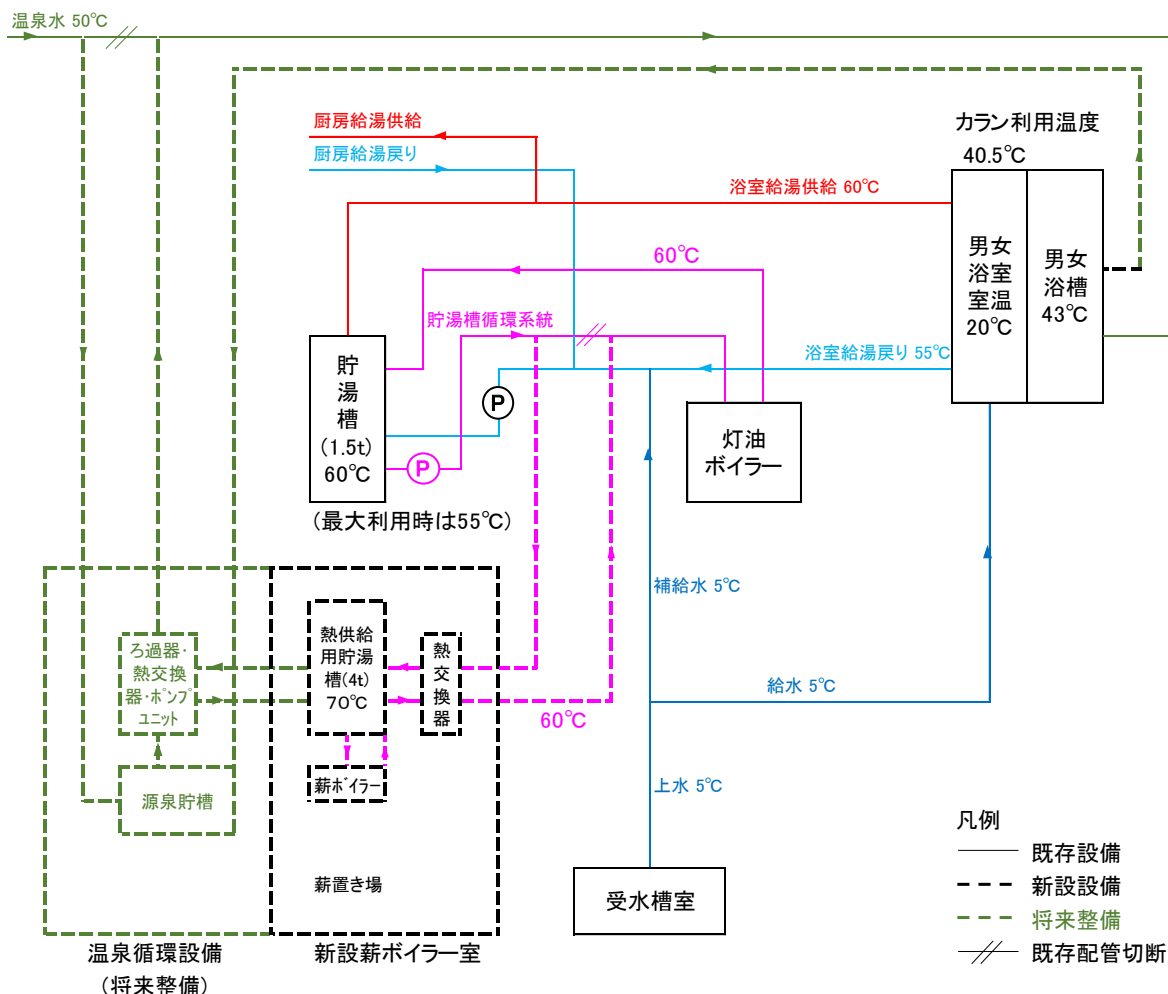 温泉水 50℃
厨房給湯供給
厨房給湯戻り
カラン利用温度
40.5℃
浴室給湯供給 60℃
男女
浴室
室温
20℃
男女
浴槽
43℃
60℃
貯湯槽循環系統
浴室給湯戻り 55℃
貯
湯
槽
(1.5t)
60℃
P
P
灯油
ボイラー
(最大利用時は55℃)
補給水 5℃
ろ過器・
熱交換
器・ポンプ
ユニット
熱供給
用貯湯
槽(4t)
70℃
熱
交
換
器
60℃
給水 5℃
源泉貯槽
薪ボイラー
上水 5℃
薪置き場
受水槽室
温泉循環設備
(将来整備)
新設薪ボイラー室
凡例
既存設備
新設設備
将来整備
既存配管切断